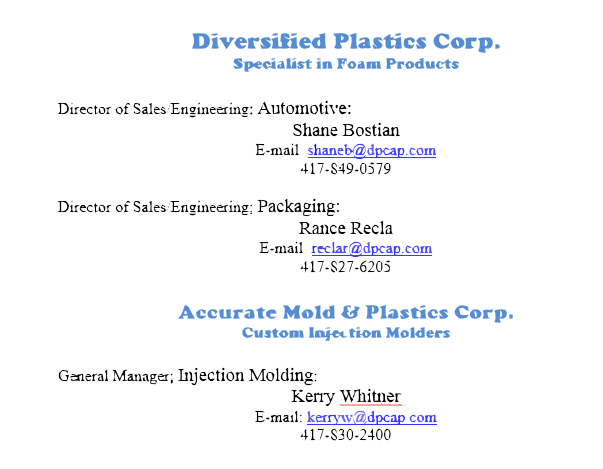 Diversified Plastics Corp.
Specialist in Foam Products
Director of Sales/Engineering: Automotive:
Shane Bostian
E-mail shaneb@dpcap.com
417-849-0579
Director of Sales/Engineering; Packaging:
Rance Recla
E-mail reclar@dpcap.com
417-827-6205
Accurate Mold & Plastics Corp.
Custom Injection Molders
General Manager; Injection Molding:
Kerry Whitner
E-mail: kerryw@dpcap.com
417-830-2400